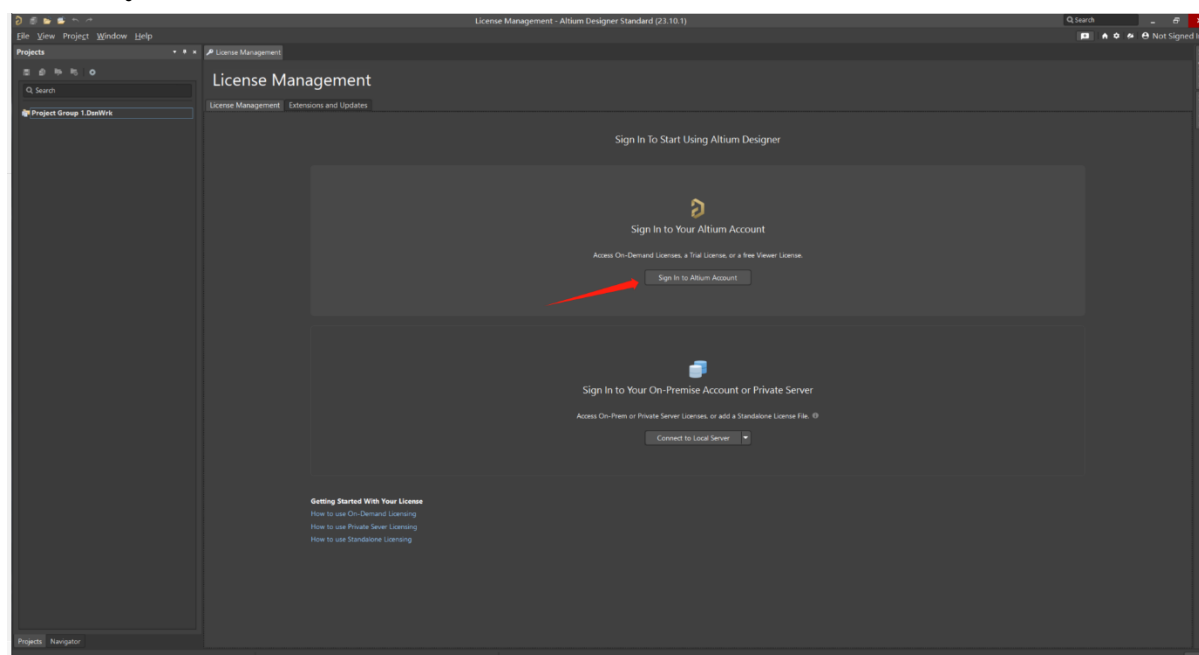 License Management - Altium Designer Standard (23.10.1)
Search
File View Project Window Help
Not Signed In
Projects
License Management
Search
License Management
License Management Extensions and Updates
Project Group 1.DsnWrk
Sign In To Start Using Altium Designer
Sign In to Your Altium Account
Access On-Demand Licenses, a Trial License, or a free Viewer License.
Sign In to Altium Account
Sign In to Your On-Premise Account or Private Server
Access On-Prem or Private Server Licenses, or add a Standalone License File.
Connect to Local Server
Getting Started With Your License
How to use On-Demand Licensing
How to use Private Sever Licensing
How to use Standalone Licensing
Projects Navigator